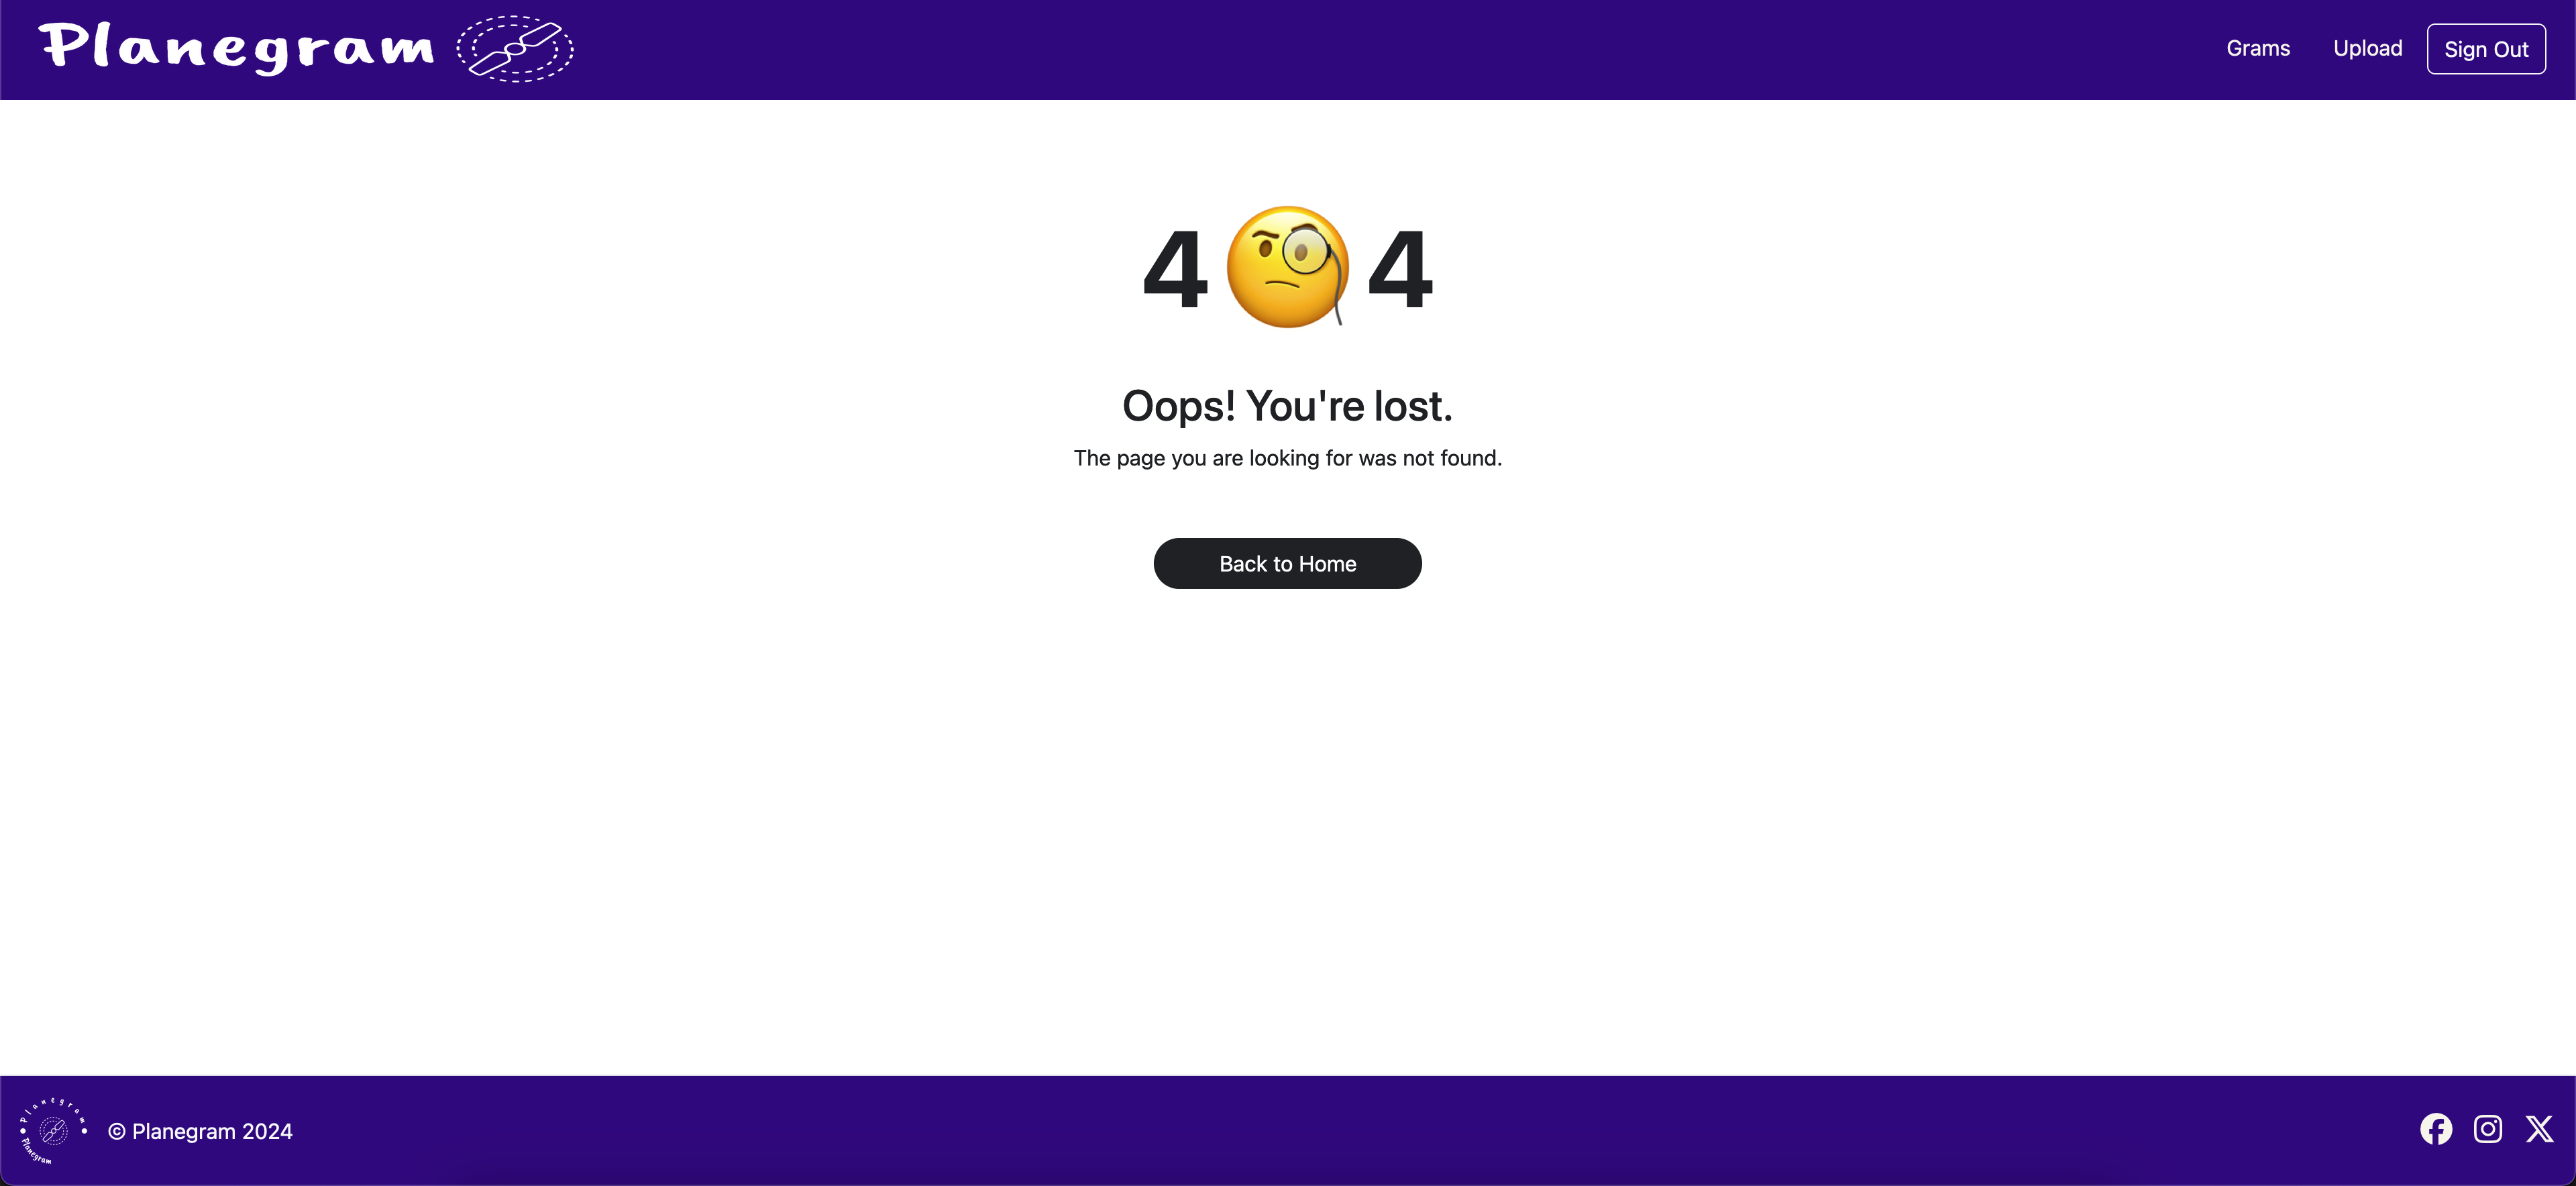 Planegram
Grams Upload Sign Out
4🧐4
Oops! You're lost.
The page you are looking for was not found.
Back to Home
Planegram
Planegram
© Planegram 2024